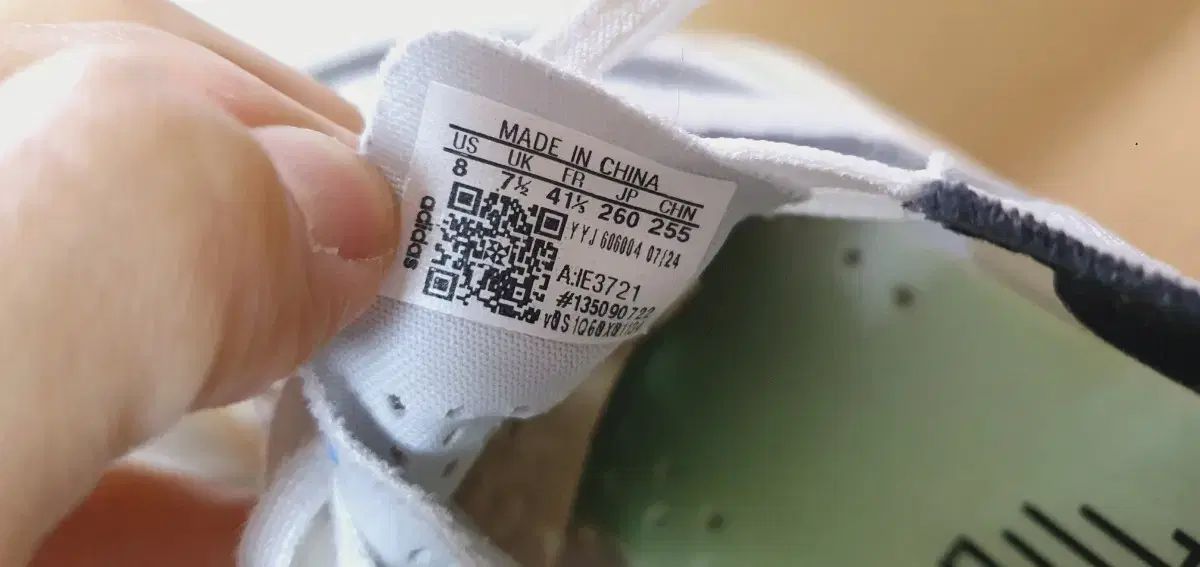 MADE IN CHINA
US UK FR JP CHN
8 7½ 41⅓ 260 255
YYJ 606004 07/24
A:IE3721
#135090722
adidas